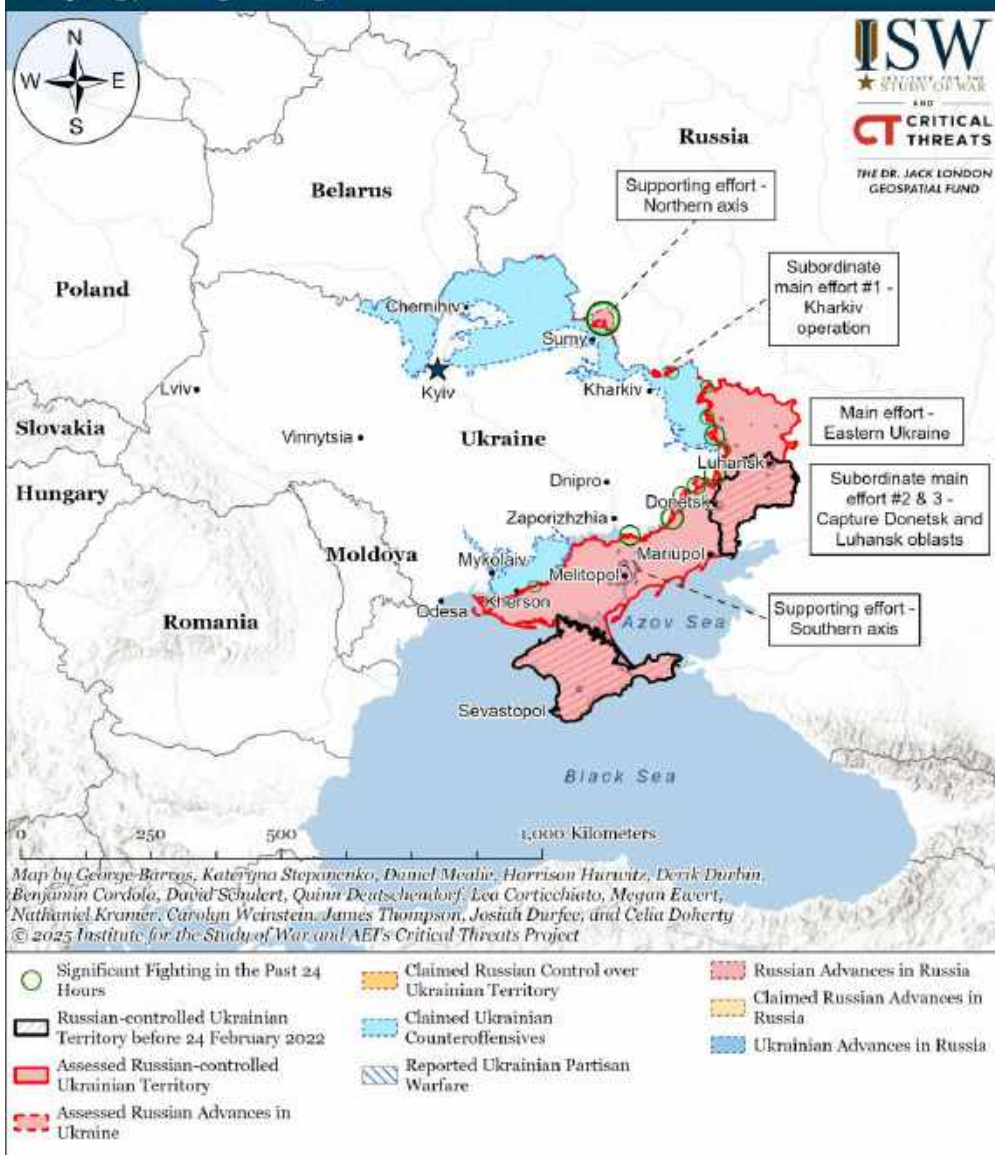 N
W
E
S
ISW
INSTITUTE FOR THE
STUDY OF WAR
AND
CT CRITICAL
THREATS
THE DR. JACK LONDON
GEOSPATIAL FUND
Russia
Supporting effort -
Northern axis
Belarus
Subordinate
main effort #1 -
Kharkiv
operation
Poland
Chernihiv
Sumy
Kyiv
Kharkiv
Lviv
Main effort -
Eastern Ukraine
Slovakia
Vinnytsia
Ukraine
Luhansk
Subordinate main
effort #2 & 3 -
Capture Donetsk and
Luhansk oblasts
Hungary
Dnipro
Donetsk
Zaporizhzhia
Moldova
Mykolaiv
Mariupol
Melitopol
Odesa
Kherson
Supporting effort -
Southern axis
Romania
Azov Sea
Sevastopol
Black Sea
0 250 500 1,000 Kilometers
Map by George Barros, Kateryna Stepanenko, Daniel Mealie, Harrison Hurwitz, Derik Durbin,
Benjamin Cordola, David Schulert, Quinn Deutschendorf, Lea Corticchiato, Megan Ewert,
Nathaniel Kramer, Carolyn Weinstein, James Thompson, Josiah Durfee, and Celia Doherty
© 2025 Institute for the Study of War and AEI's Critical Threats Project
Significant Fighting in the Past 24
Hours
Russian-controlled Ukrainian
Territory before 24 February 2022
Assessed Russian-controlled
Ukrainian Territory
Assessed Russian Advances in
Ukraine
Claimed Russian Control over
Ukrainian Territory
Claimed Ukrainian
Counteroffensives
Reported Ukrainian Partisan
Warfare
Russian Advances in Russia
Claimed Russian Advances in
Russia
Ukrainian Advances in Russia